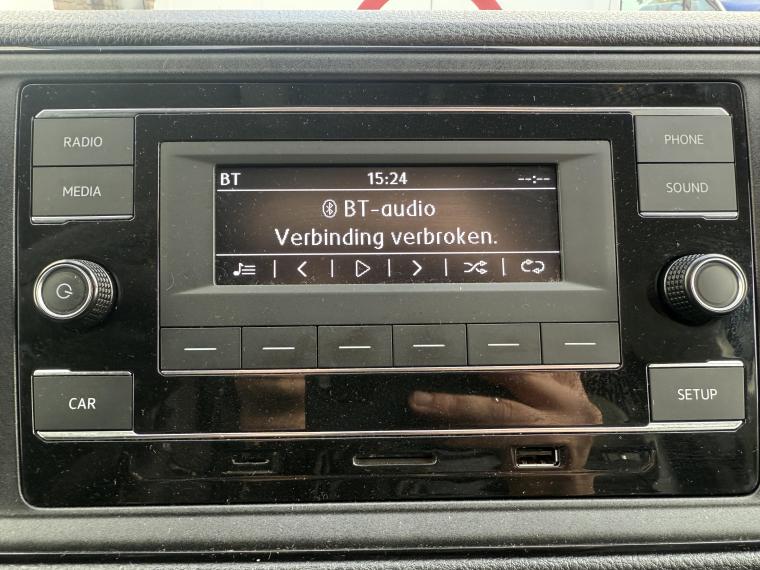 RADIO
MEDIA
BT 15:24 --:--
BT-audio
Verbinding verbroken.
PHONE
SOUND
CAR
SETUP